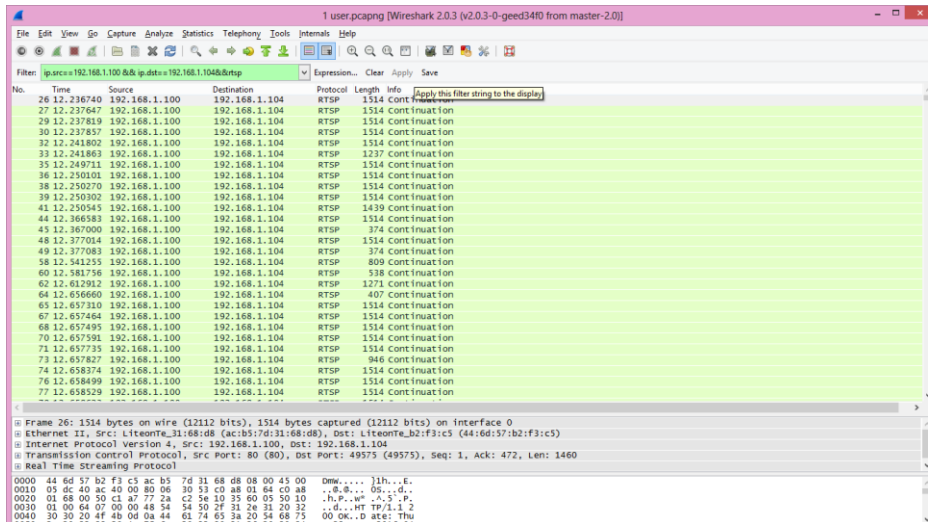 1 user.pcapng [Wireshark 2.0.3 (v2.0.3-0-geed34f0 from master-2.0)]
File Edit View Go Capture Analyze Statistics Telephony Tools Internals Help
Filter: ip.src==192.168.1.100 && ip.dst==192.168.1.104&&rtsp Expression... Clear Apply Save
No. Time Source Destination Protocol Length Info
Apply this filter string to the display
26 12.236740 192.168.1.100 192.168.1.104 RTSP 1514 Continuation
27 12.237647 192.168.1.100 192.168.1.104 RTSP 1514 Continuation
29 12.237819 192.168.1.100 192.168.1.104 RTSP 1514 Continuation
30 12.237857 192.168.1.100 192.168.1.104 RTSP 1514 Continuation
32 12.241802 192.168.1.100 192.168.1.104 RTSP 1514 Continuation
33 12.241863 192.168.1.100 192.168.1.104 RTSP 1237 Continuation
35 12.249711 192.168.1.100 192.168.1.104 RTSP 1514 Continuation
36 12.250101 192.168.1.100 192.168.1.104 RTSP 1514 Continuation
38 12.250270 192.168.1.100 192.168.1.104 RTSP 1514 Continuation
39 12.250302 192.168.1.100 192.168.1.104 RTSP 1514 Continuation
41 12.250545 192.168.1.100 192.168.1.104 RTSP 1439 Continuation
44 12.366583 192.168.1.100 192.168.1.104 RTSP 1514 Continuation
45 12.367000 192.168.1.100 192.168.1.104 RTSP 374 Continuation
48 12.377014 192.168.1.100 192.168.1.104 RTSP 1514 Continuation
49 12.377083 192.168.1.100 192.168.1.104 RTSP 374 Continuation
58 12.541255 192.168.1.100 192.168.1.104 RTSP 809 Continuation
60 12.581756 192.168.1.100 192.168.1.104 RTSP 538 Continuation
62 12.612912 192.168.1.100 192.168.1.104 RTSP 1271 Continuation
64 12.656660 192.168.1.100 192.168.1.104 RTSP 407 Continuation
65 12.657310 192.168.1.100 192.168.1.104 RTSP 1514 Continuation
67 12.657464 192.168.1.100 192.168.1.104 RTSP 1514 Continuation
68 12.657495 192.168.1.100 192.168.1.104 RTSP 1514 Continuation
70 12.657591 192.168.1.100 192.168.1.104 RTSP 1514 Continuation
71 12.657735 192.168.1.100 192.168.1.104 RTSP 1514 Continuation
73 12.657827 192.168.1.100 192.168.1.104 RTSP 946 Continuation
74 12.658374 192.168.1.100 192.168.1.104 RTSP 1514 Continuation
76 12.658499 192.168.1.100 192.168.1.104 RTSP 1514 Continuation
77 12.658529 192.168.1.100 192.168.1.104 RTSP 1514 Continuation
Frame 26: 1514 bytes on wire (12112 bits), 1514 bytes captured (12112 bits) on interface 0
Ethernet II, Src: LiteonTe_31:68:d8 (ac:b5:7d:31:68:d8), Dst: LiteonTe_b2:f3:c5 (44:6d:57:b2:f3:c5)
Internet Protocol Version 4, Src: 192.168.1.100, Dst: 192.168.1.104
Transmission Control Protocol, Src Port: 80 (80), Dst Port: 49575 (49575), Seq: 1, Ack: 472, Len: 1460
Real Time Streaming Protocol
0000 44 6d 57 b2 f3 c5 ac b5 7d 31 68 d8 08 00 45 00 DmW..... }1h...E.
0010 05 dc 40 ac 40 00 80 06 30 53 c0 a8 01 64 c0 a8 ..@.@... 0S...d..
0020 01 68 00 50 c1 a7 77 2a c2 5e 10 35 60 05 50 10 .h.P..w* .^.5`.P.
0030 01 00 64 07 00 00 48 54 54 50 2f 31 2e 31 20 32 ..d...HT TP/1.1 2
0040 30 30 20 4f 4b 0d 0a 44 61 74 65 3a 20 54 68 75 00 OK..D ate: Thu